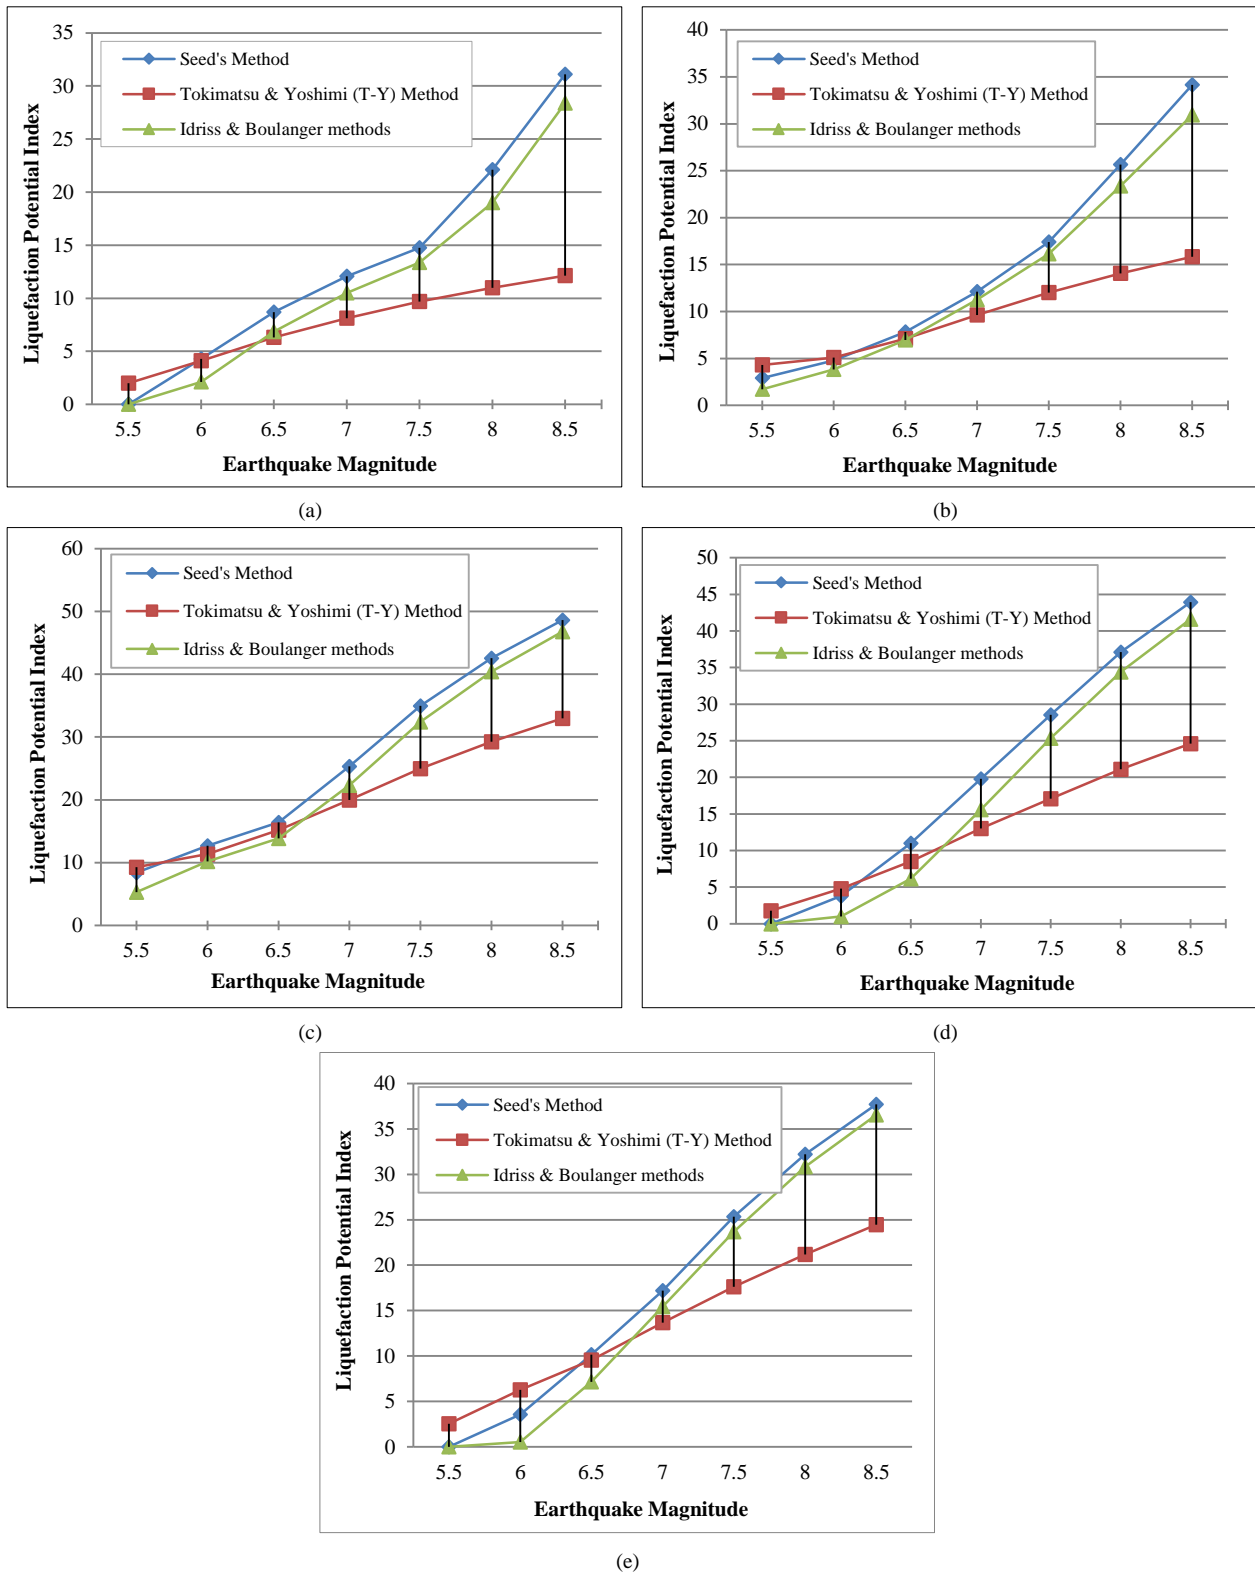 35
30
25
20
15
10
5
0
Liquefaction Potential Index
Seed's Method
Tokimatsu & Yoshimi (T-Y) Method
Idriss & Boulanger methods
5.5 6 6.5 7 7.5 8 8.5
Earthquake Magnitude
(a)
40
35
30
25
20
15
10
5
0
Liquefaction Potential Index
Seed's Method
Tokimatsu & Yoshimi (T-Y) Method
Idriss & Boulanger methods
5.5 6 6.5 7 7.5 8 8.5
Earthquake Magnitude
(b)
60
50
40
30
20
10
0
Liquefaction Potential Index
Seed's Method
Tokimatsu & Yoshimi (T-Y) Method
Idriss & Boulanger methods
5.5 6 6.5 7 7.5 8 8.5
Earthquake Magnitude
(c)
50
45
40
35
30
25
20
15
10
5
0
Liquefaction Potential Index
Seed's Method
Tokimatsu & Yoshimi (T-Y) Method
Idriss & Boulanger methods
5.5 6 6.5 7 7.5 8 8.5
Earthquake Magnitude
(d)
40
35
30
25
20
15
10
5
0
Liquefaction Potential Index
Seed's Method
Tokimatsu & Yoshimi (T-Y) Method
Idriss & Boulanger methods
5.5 6 6.5 7 7.5 8 8.5
Earthquake Magnitude
(e)